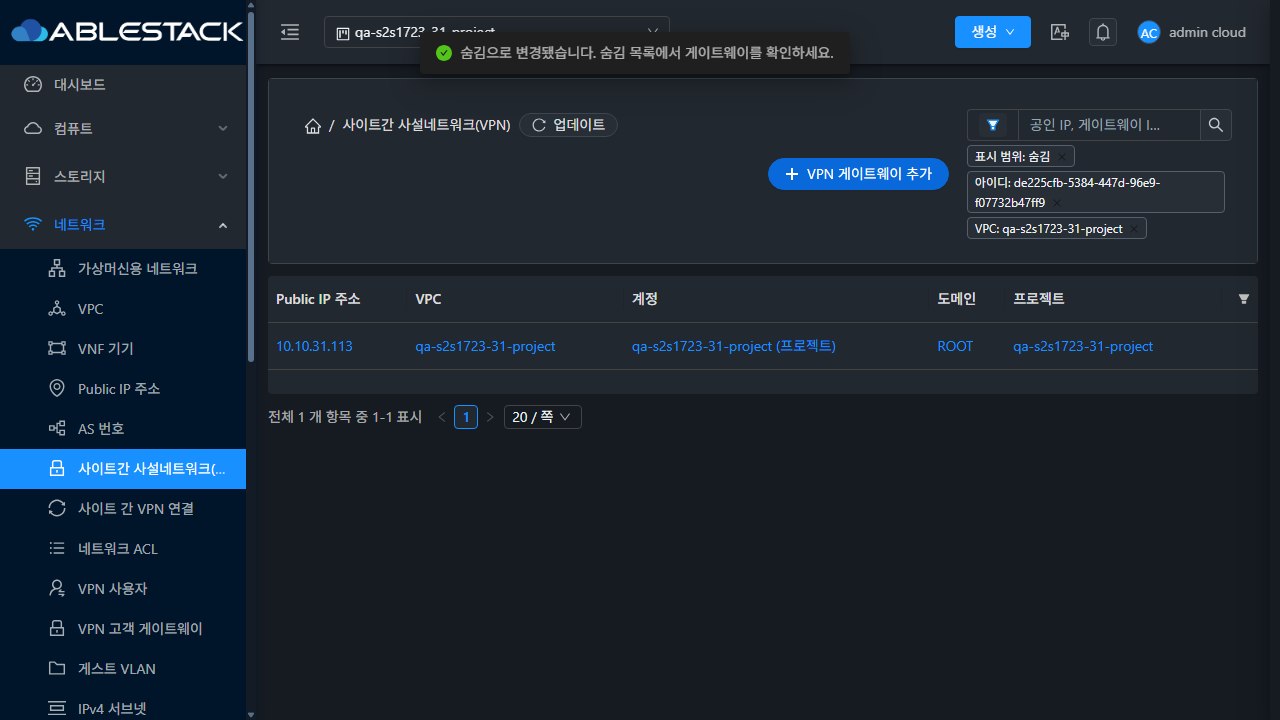 ABLESTACK
qa-s2s1723-31-project
생성
AC
admin cloud
숨김으로 변경됐습니다. 숨김 목록에서 게이트웨이를 확인하세요.
대시보드
컴퓨트
스토리지
네트워크
가상머신용 네트워크
VPC
VNF 기기
Public IP 주소
AS 번호
사이트간 사설네트워크(...
사이트 간 VPN 연결
네트워크 ACL
VPN 사용자
VPN 고객 게이트웨이
게스트 VLAN
IPv4 서브넷
/ 사이트간 사설네트워크(VPN)
업데이트
VPN 게이트웨이 추가
공인 IP, 게이트웨이 I...
표시 범위: 숨김
아이디: de225cfb-5384-447d-96e9-
f07732b47ff9
VPC: qa-s2s1723-31-project
Public IP 주소 VPC 계정 도메인 프로젝트
10.10.31.113 qa-s2s1723-31-project qa-s2s1723-31-project (프로젝트) ROOT qa-s2s1723-31-project
전체 1 개 항목 중 1-1 표시
1
20 / 쪽